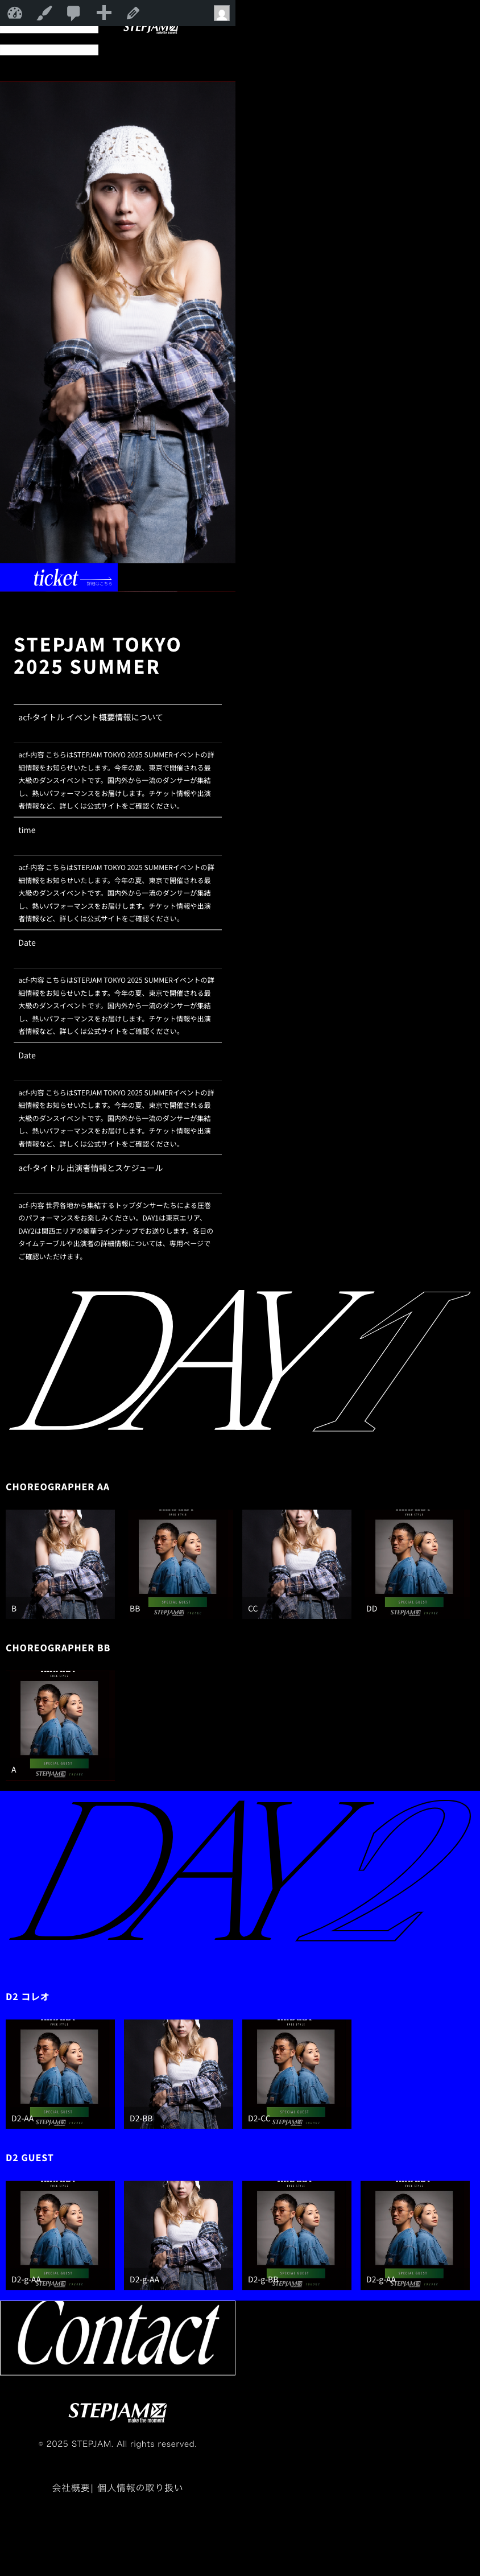 STEPJAM
make the moment
ticket
詳細はこちら
STEPJAM TOKYO
2025 SUMMER
acf-タイトル イベント概要情報について
acf-内容 こちらはSTEPJAM TOKYO 2025 SUMMERイベントの詳
細情報をお知らせいたします。今年の夏、東京で開催される最
大級のダンスイベントです。国内外から一流のダンサーが集結
し、熱いパフォーマンスをお届けします。チケット情報や出演
者情報など、詳しくは公式サイトをご確認ください。
time
acf-内容 こちらはSTEPJAM TOKYO 2025 SUMMERイベントの詳
細情報をお知らせいたします。今年の夏、東京で開催される最
大級のダンスイベントです。国内外から一流のダンサーが集結
し、熱いパフォーマンスをお届けします。チケット情報や出演
者情報など、詳しくは公式サイトをご確認ください。
Date
acf-内容 こちらはSTEPJAM TOKYO 2025 SUMMERイベントの詳
細情報をお知らせいたします。今年の夏、東京で開催される最
大級のダンスイベントです。国内外から一流のダンサーが集結
し、熱いパフォーマンスをお届けします。チケット情報や出演
者情報など、詳しくは公式サイトをご確認ください。
Date
acf-内容 こちらはSTEPJAM TOKYO 2025 SUMMERイベントの詳
細情報をお知らせいたします。今年の夏、東京で開催される最
大級のダンスイベントです。国内外から一流のダンサーが集結
し、熱いパフォーマンスをお届けします。チケット情報や出演
者情報など、詳しくは公式サイトをご確認ください。
acf-タイトル 出演者情報とスケジュール
acf-内容 世界各地から集結するトップダンサーたちによる圧巻
のパフォーマンスをお楽しみください。DAY1は東京エリア、
DAY2は関西エリアの豪華ラインナップでお送りします。各日の
タイムテーブルや出演者の詳細情報については、専用ページで
ご確認いただけます。
DAY1
CHOREOGRAPHER AA
B
SPECIAL GUEST
BB
STEPJAM
CC
SPECIAL GUEST
DD
STEPJAM
CHOREOGRAPHER BB
SPECIAL GUEST
A
STEPJAM
DAY2
D2 コレオ
SPECIAL GUEST
D2-AA
STEPJAM
D2-BB
SPECIAL GUEST
D2-CC
STEPJAM
D2 GUEST
SPECIAL GUEST
D2-g-AA
STEPJAM
D2-g-AA
SPECIAL GUEST
D2-g-BB
STEPJAM
SPECIAL GUEST
D2-g-AA
STEPJAM
Contact
STEPJAM
make the moment
© 2025 STEPJAM. All rights reserved.
会社概要| 個人情報の取り扱い